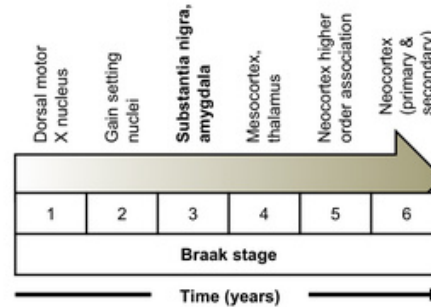 Dorsal motor
X nucleus
Gain setting
nuclei
Substantia nigra,
amygdala
Mesocortex,
thalamus
Neocortex higher
order association
Neocortex
(primary &
secondary)
1 2 3 4 5 6
Braak stage
Time (years)